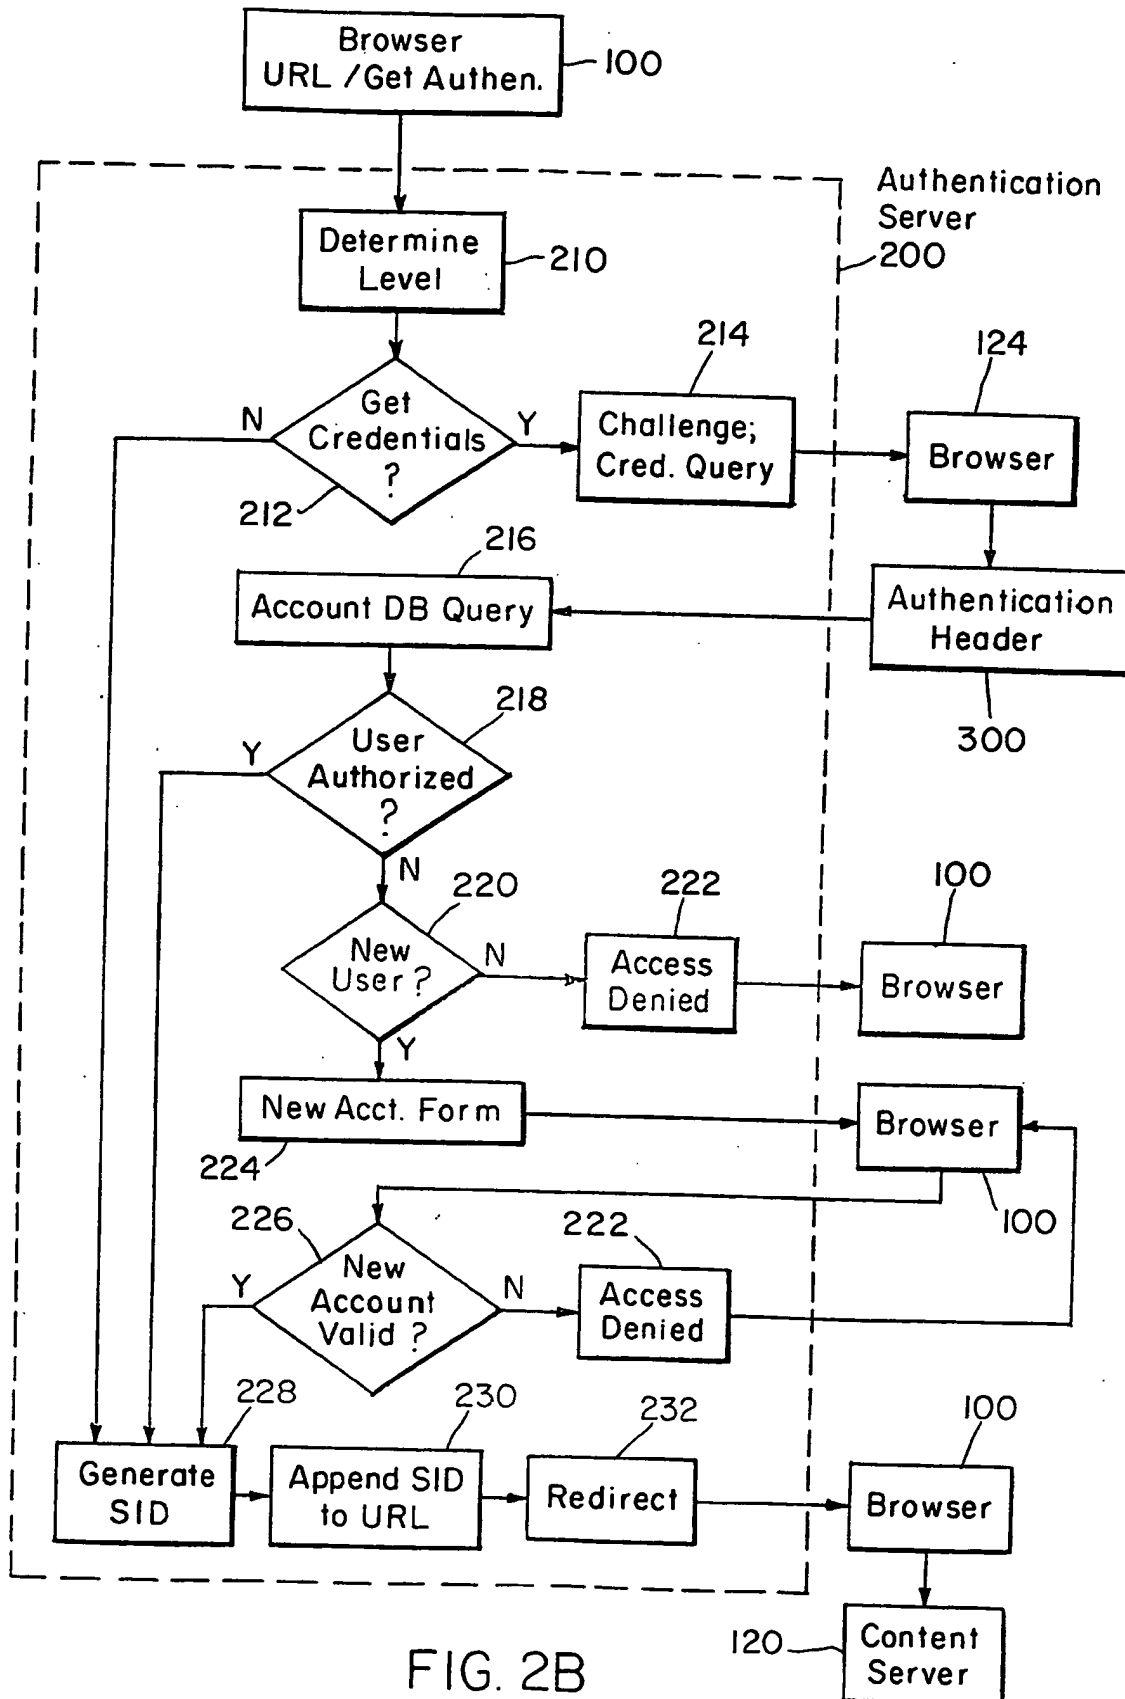 Browser
URL /Get Authen.
100
Authentication
Server
200
Determine
Level
210
214
124
N
Get
Credentials
?
Y
Challenge;
Cred. Query
Browser
212
216
Account DB Query
Authentication
Header
300
218
Y
User
Authorized
?
N
220
222
100
New
User ?
N
Access
Denied
Browser
Y
New Acct. Form
Browser
224
100
226
222
Y
New
Account
Valid ?
N
Access
Denied
228
230
232
100
Generate
SID
Append SID
to URL
Redirect
Browser
120
Content
Server
FIG. 2B